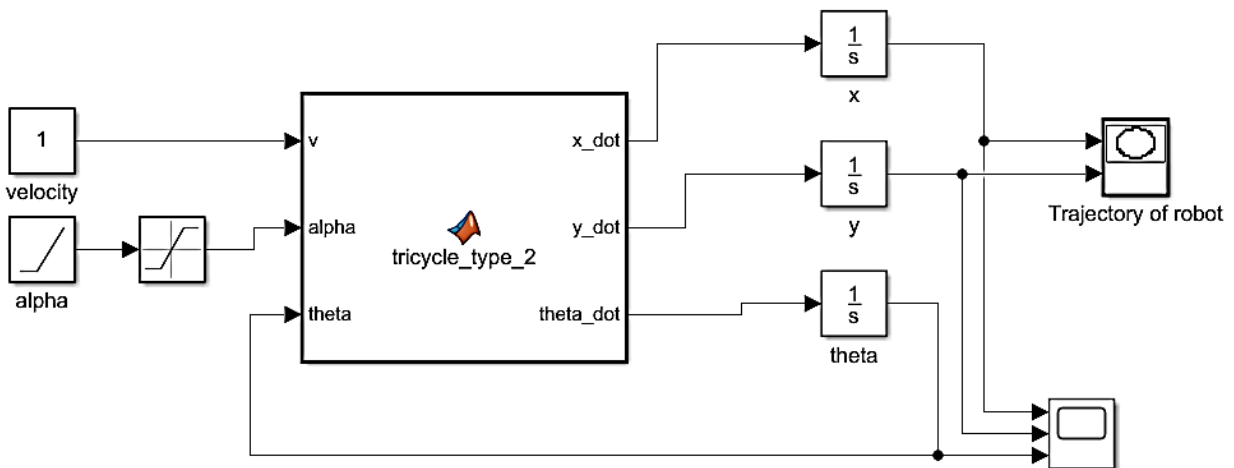 1
velocity
alpha
v
alpha
theta
tricycle_type_2
x_dot
y_dot
theta_dot
1
s
x
1
s
y
1
s
theta
Trajectory of robot